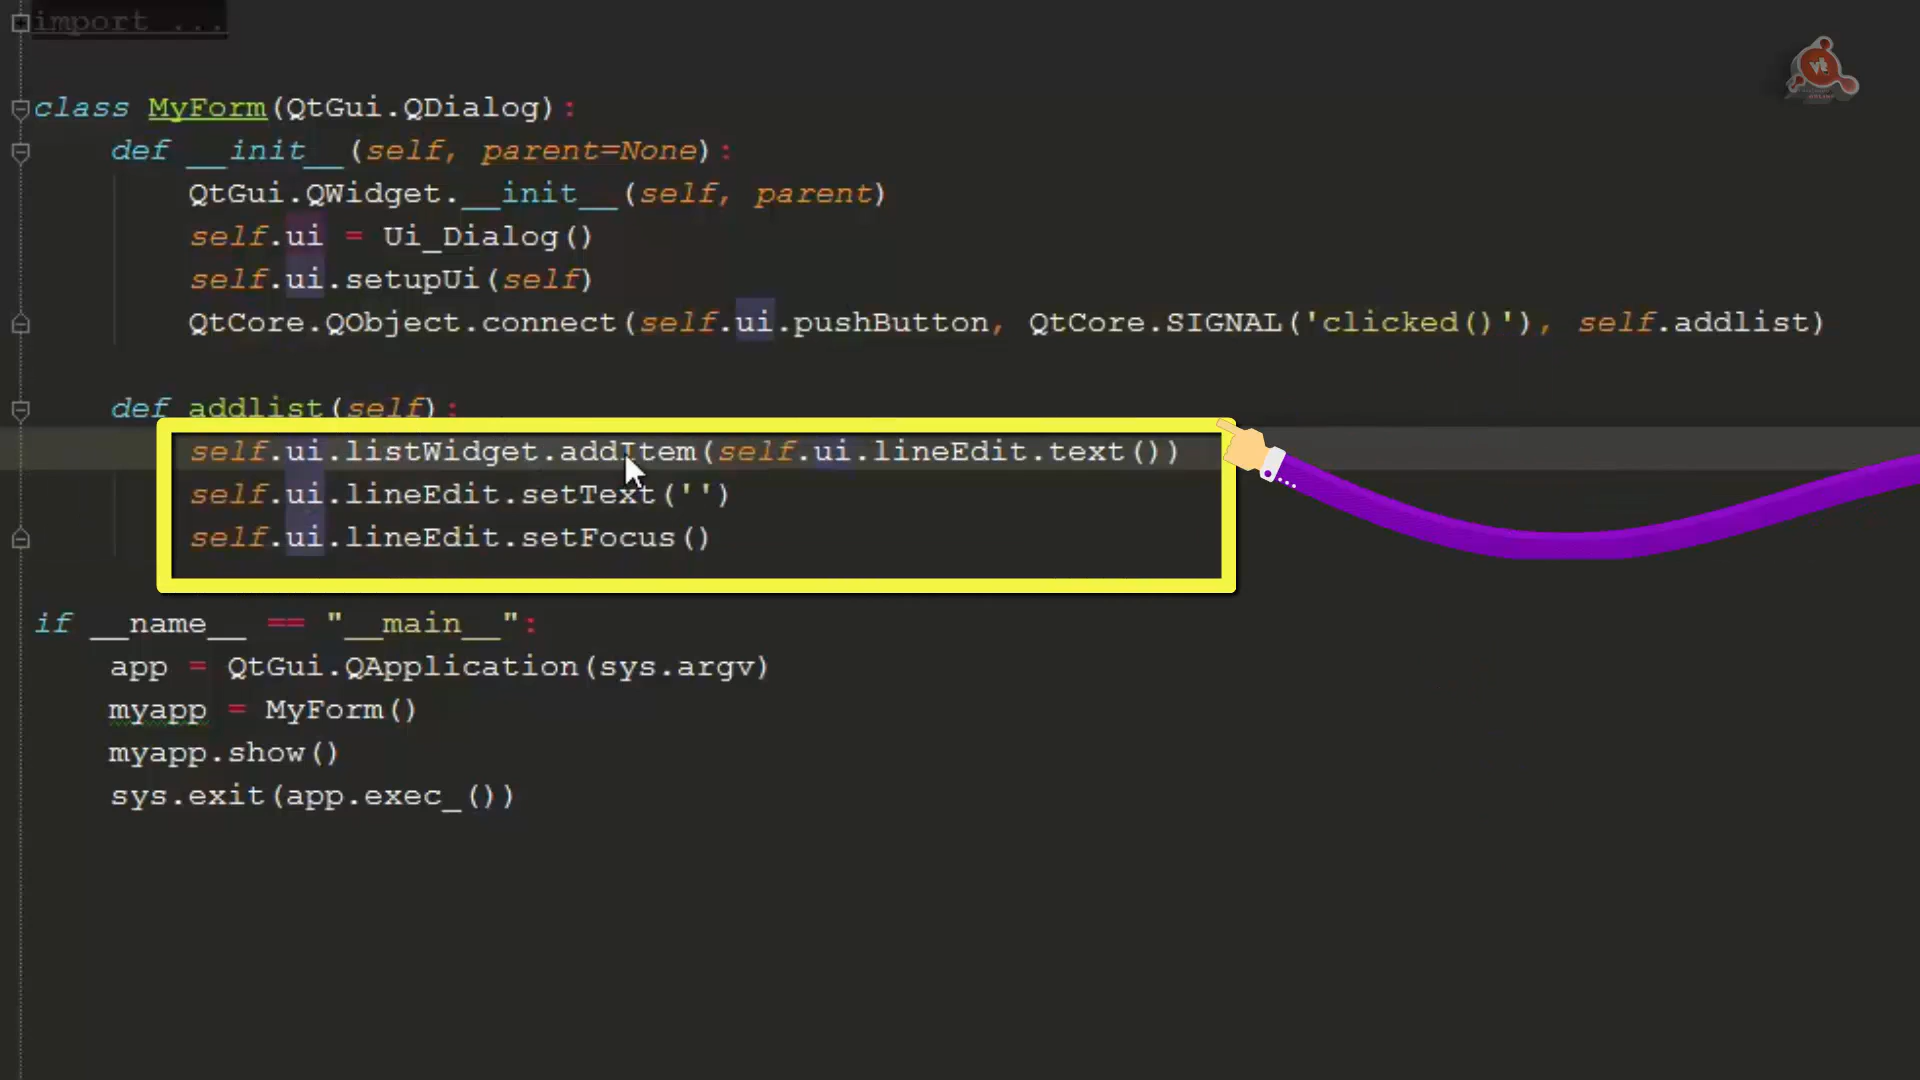 import ...
class MyForm(QtGui.QDialog):
def __init__(self, parent=None):
QtGui.QWidget.__init__(self, parent)
self.ui = Ui_Dialog()
self.ui.setupUi(self)
QtCore.QObject.connect(self.ui.pushButton, QtCore.SIGNAL('clicked()'), self.addlist)
def addlist(self):
self.ui.listWidget.addItem(self.ui.lineEdit.text())
self.ui.lineEdit.setText('')
self.ui.lineEdit.setFocus()
if __name__ == "__main__":
app = QtGui.QApplication(sys.argv)
myapp = MyForm()
myapp.show()
sys.exit(app.exec_())
vt